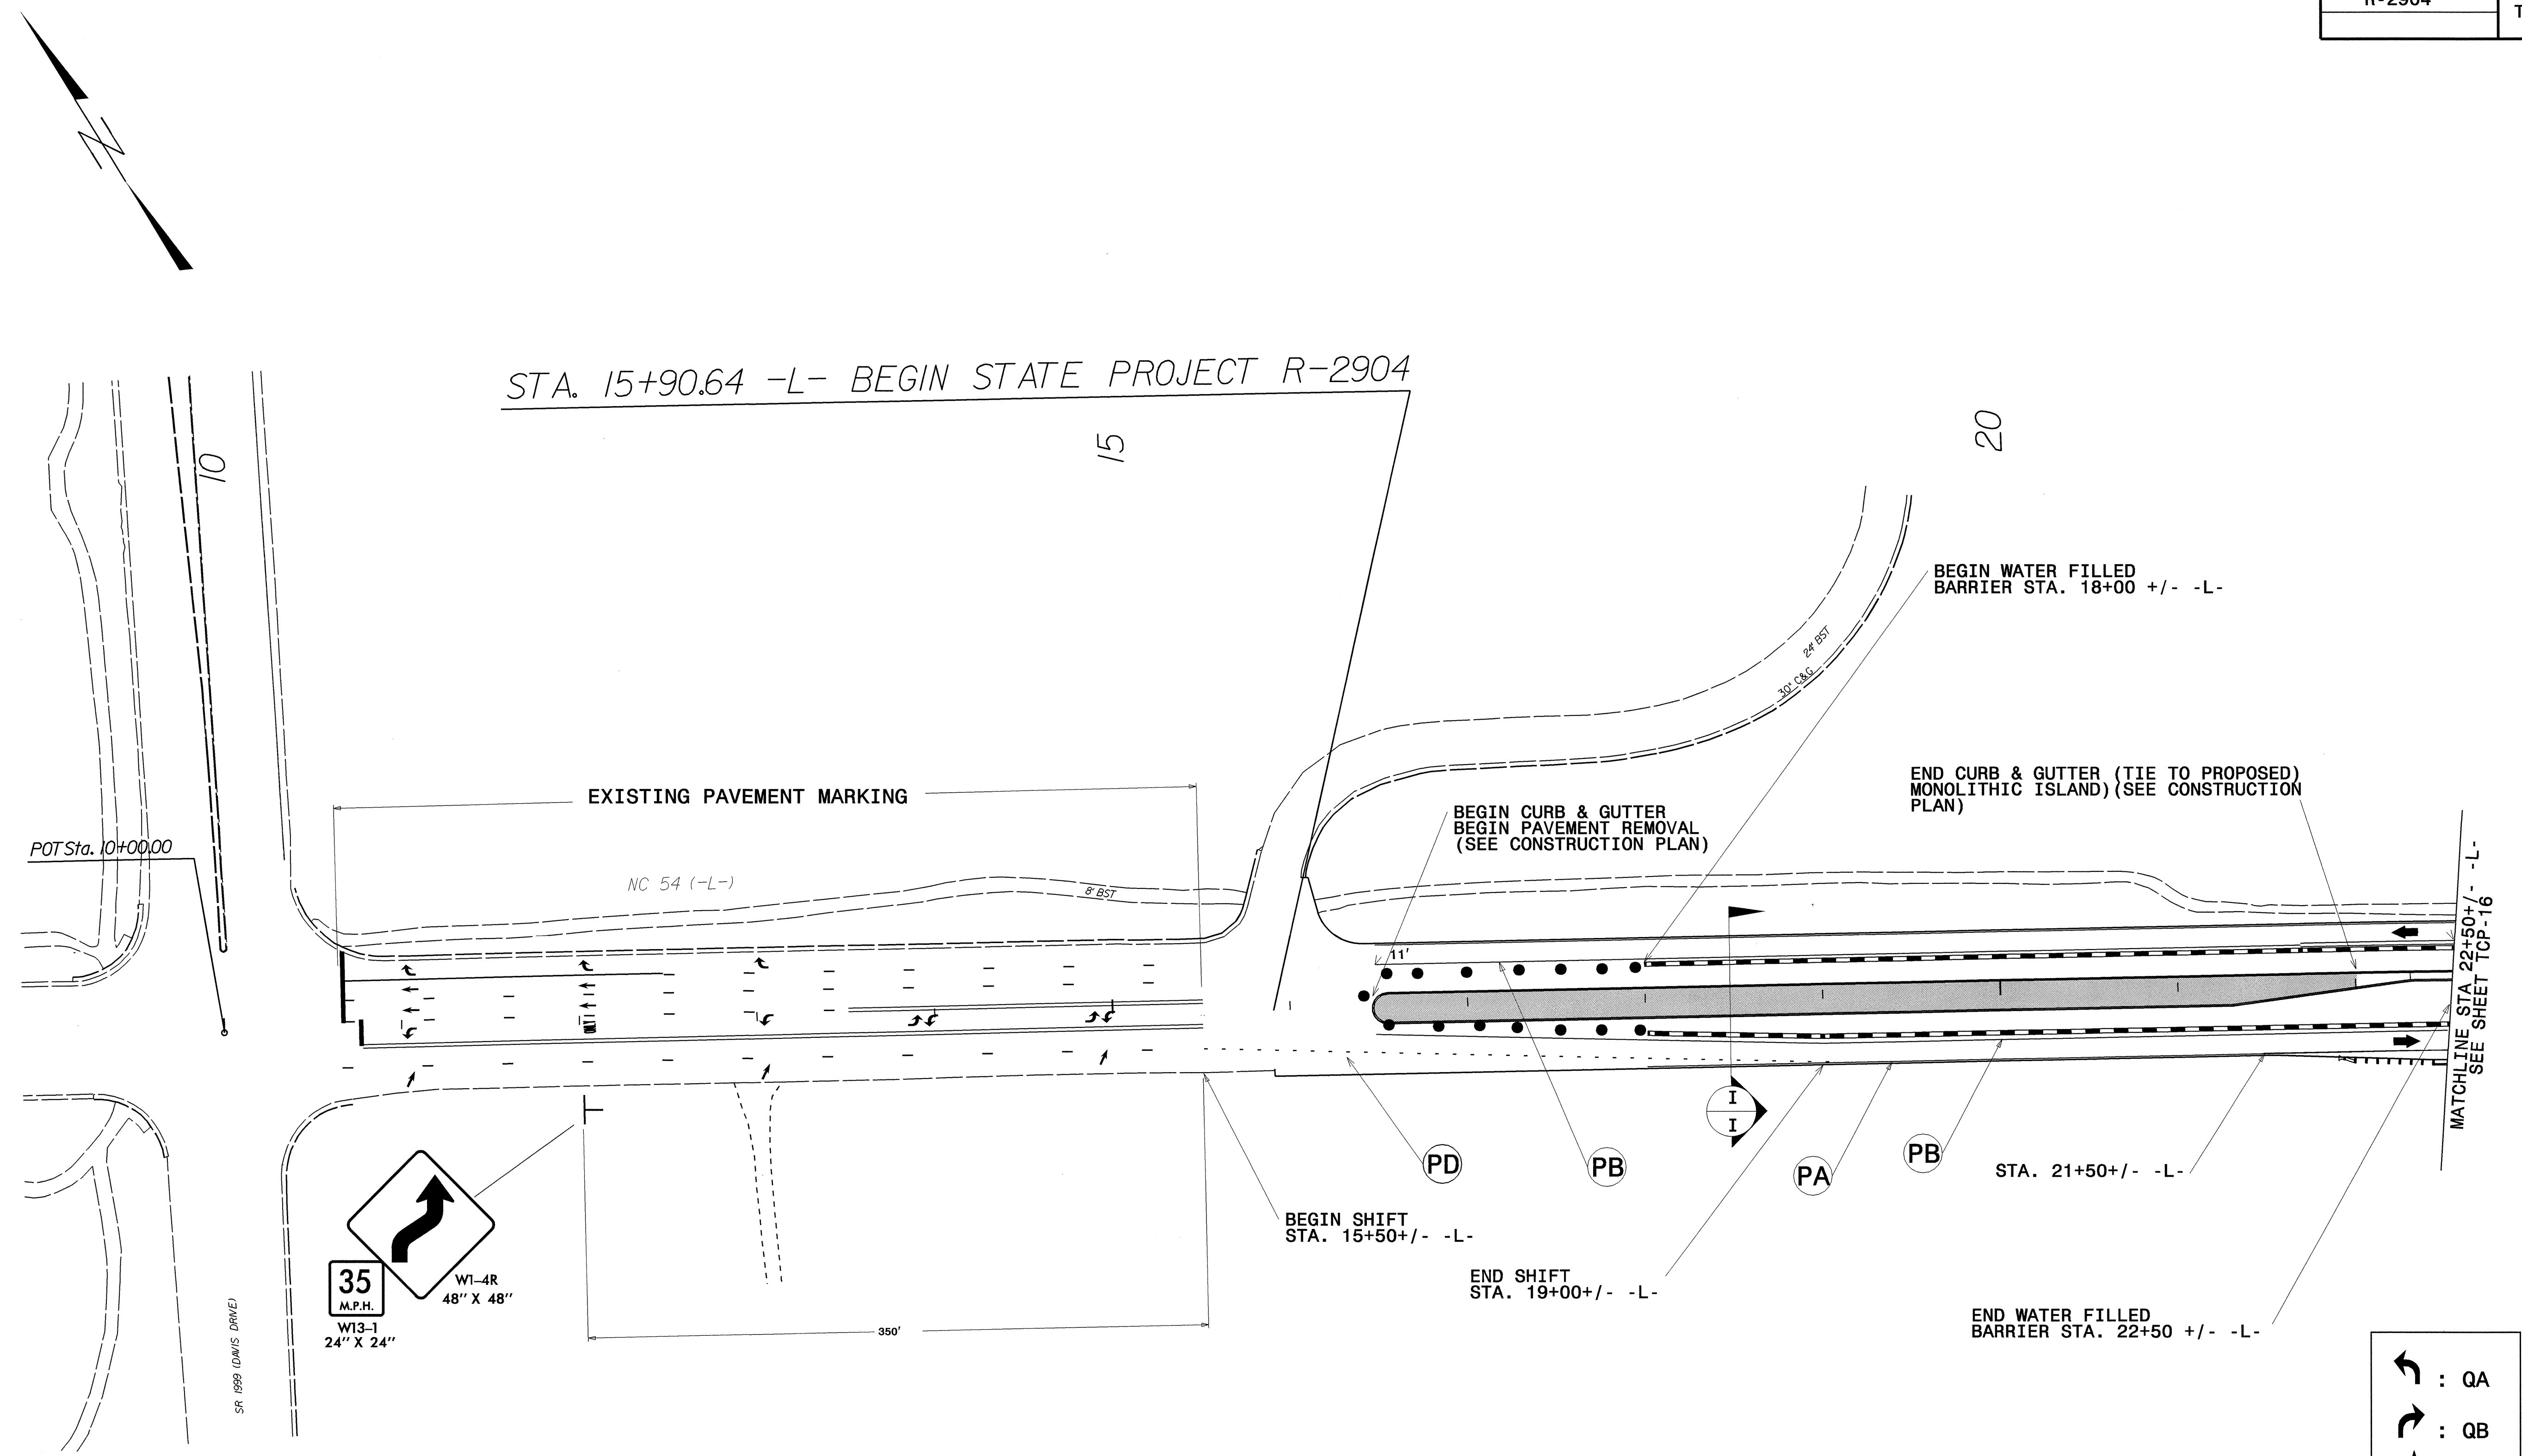 R-2904
T
STA. 15+90.64 -L- BEGIN STATE PROJECT R-2904
N
10
15
20
BEGIN WATER FILLED
BARRIER STA. 18+00 +/- -L-
24' BST
30" C&G
EXISTING PAVEMENT MARKING
END CURB & GUTTER (TIE TO PROPOSED)
MONOLITHIC ISLAND)(SEE CONSTRUCTION
PLAN)
BEGIN CURB & GUTTER
BEGIN PAVEMENT REMOVAL
(SEE CONSTRUCTION PLAN)
POT Sta. 10+00.00
NC 54 (-L-)
8' BST
11'
MATCHLINE STA 22+50+/- -L-
SEE SHEET TCP-16
I
I
PD
PB
PA
PB
STA. 21+50+/- -L-
BEGIN SHIFT
STA. 15+50+/- -L-
END SHIFT
STA. 19+00+/- -L-
END WATER FILLED
BARRIER STA. 22+50 +/- -L-
35
M.P.H.
W13-1
24" X 24"
W1-4R
48" X 48"
350'
SR 1999 (DAVIS DRIVE)
: QA
: QB